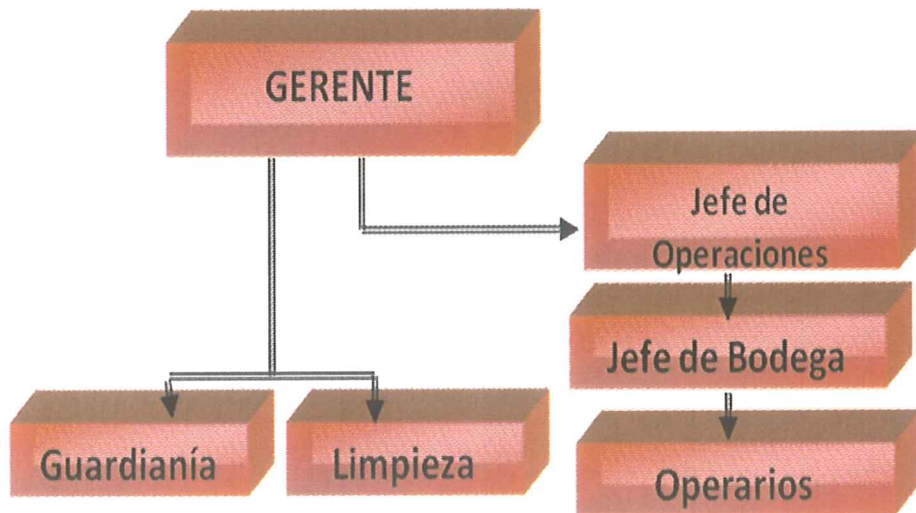 GERENTE
Jefe de
Operaciones
Jefe de Bodega
Guardianía
Limpieza
Operarios